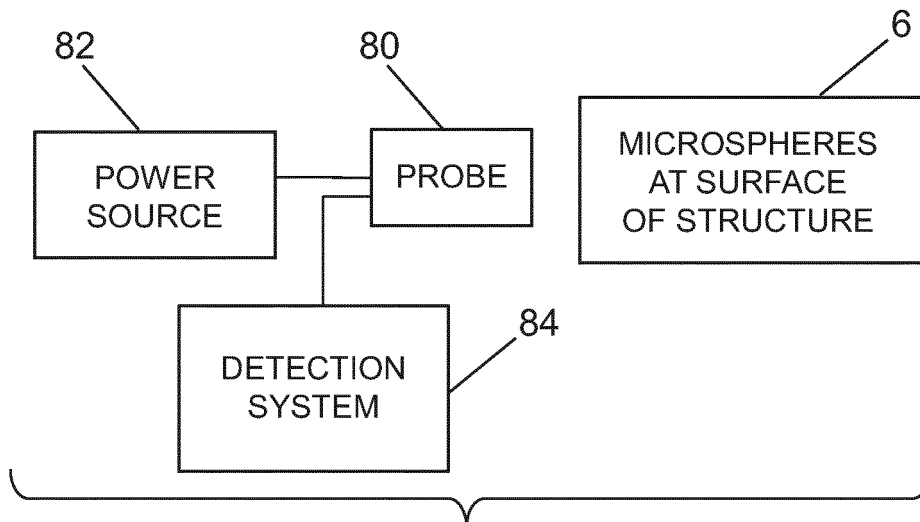 82
80
6
POWER
SOURCE
PROBE
MICROSPHERES
AT SURFACE
OF STRUCTURE
84
DETECTION
SYSTEM